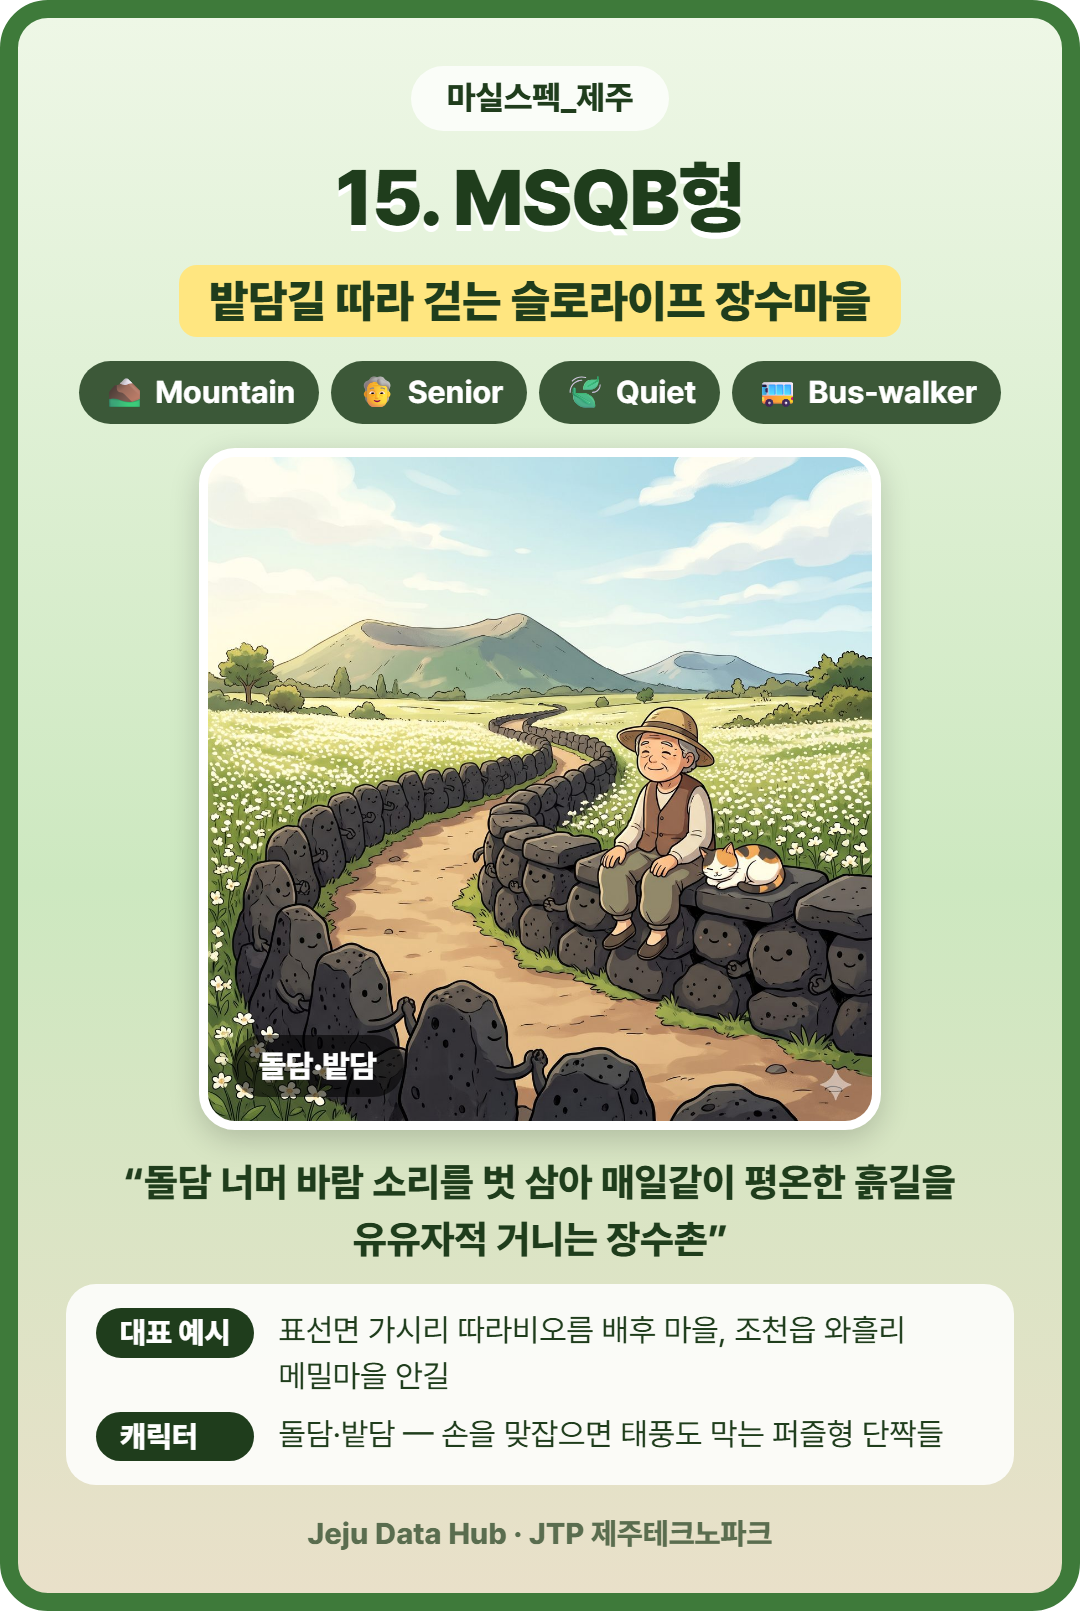 마실스펙_제주
15. MSQB형
밭담길 따라 걷는 슬로라이프 장수마을
Mountain
Senior
Quiet
Bus-walker
돌담·밭담
“돌담 너머 바람 소리를 벗 삼아 매일같이 평온한 흙길을
유유자적 거니는 장수촌”
대표 예시
표선면 가시리 따라비오름 배후 마을, 조천읍 와흘리
메밀마을 안길
캐릭터
돌담·밭담 — 손을 맞잡으면 태풍도 막는 퍼즐형 단짝들
Jeju Data Hub · JTP 제주테크노파크